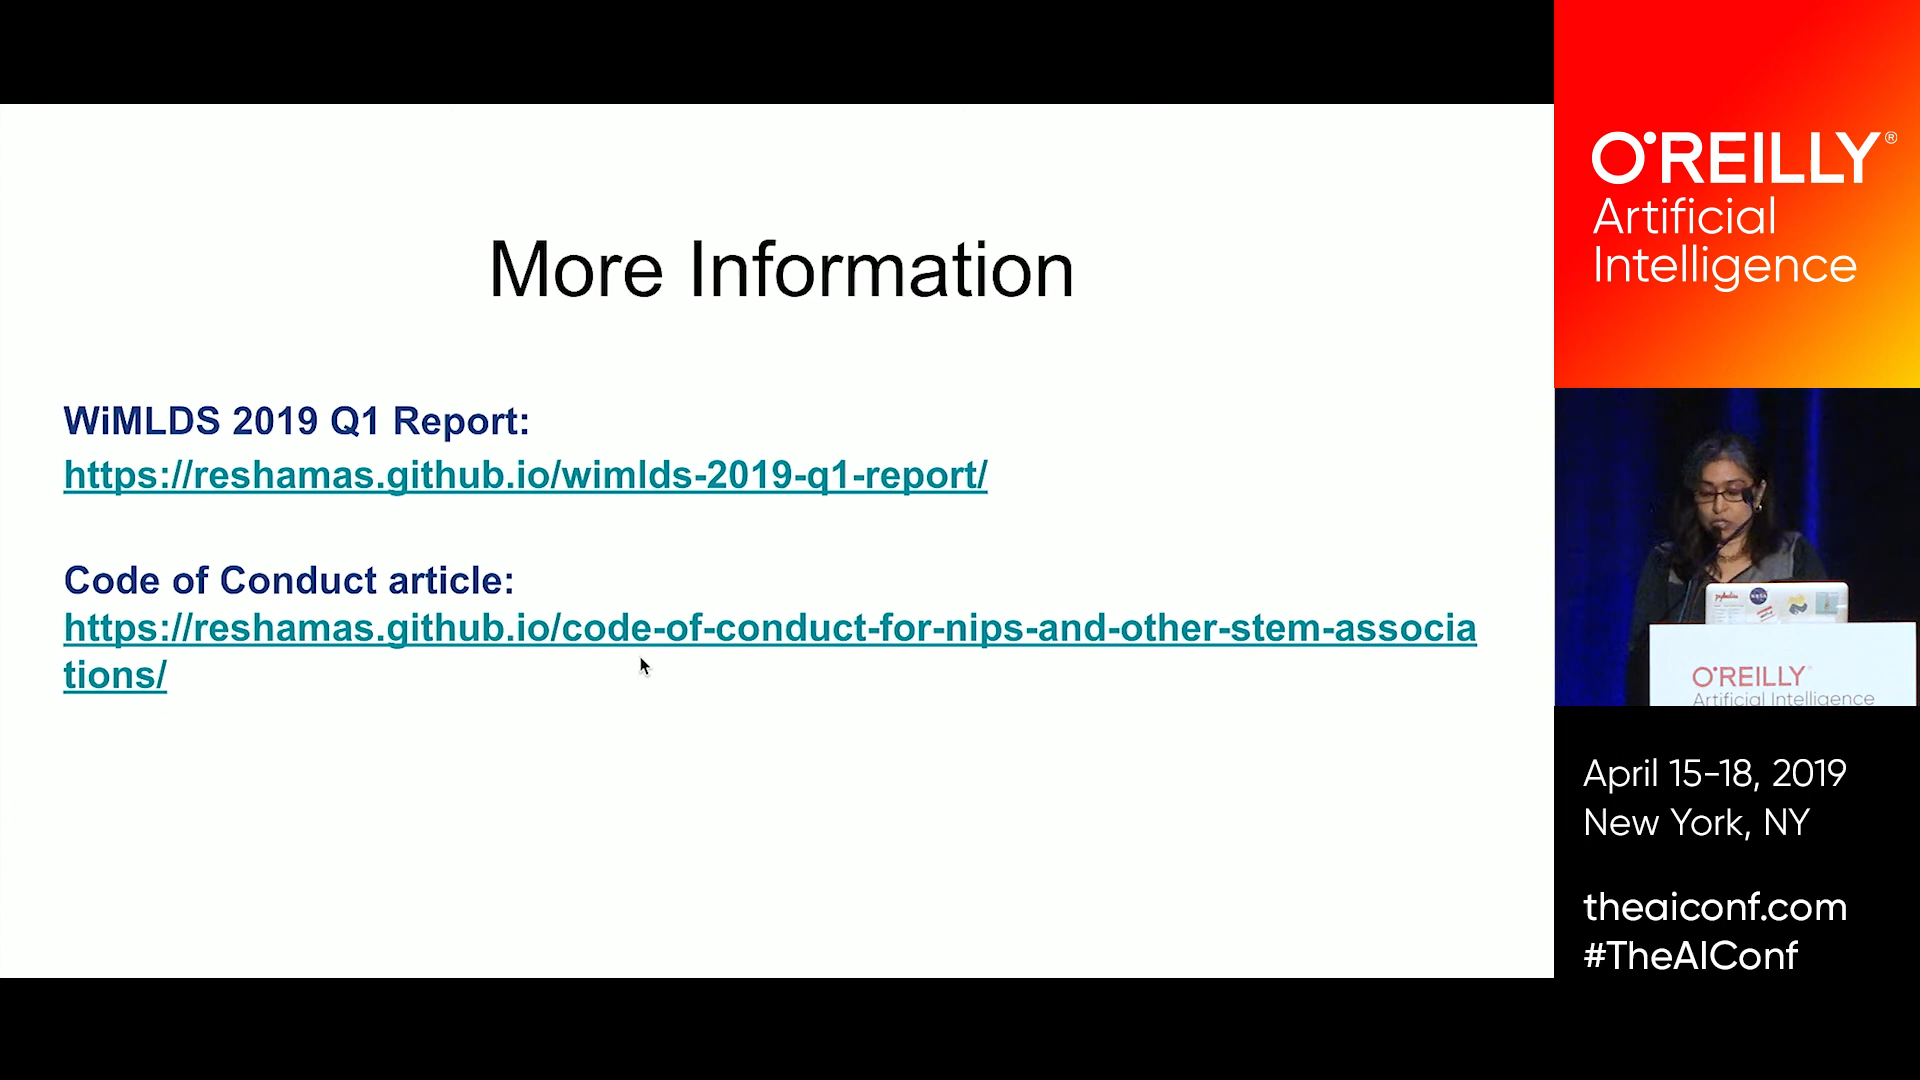 More Information
WiMLDS 2019 Q1 Report:
https://reshamas.github.io/wimlds-2019-q1-report/
Code of Conduct article:
https://reshamas.github.io/code-of-conduct-for-nips-and-other-stem-associa
tions/
O'REILLY®
Artificial
Intelligence
O'REILLY
Artificial Intelligence
April 15-18, 2019
New York, NY
theaiconf.com
#TheAIConf